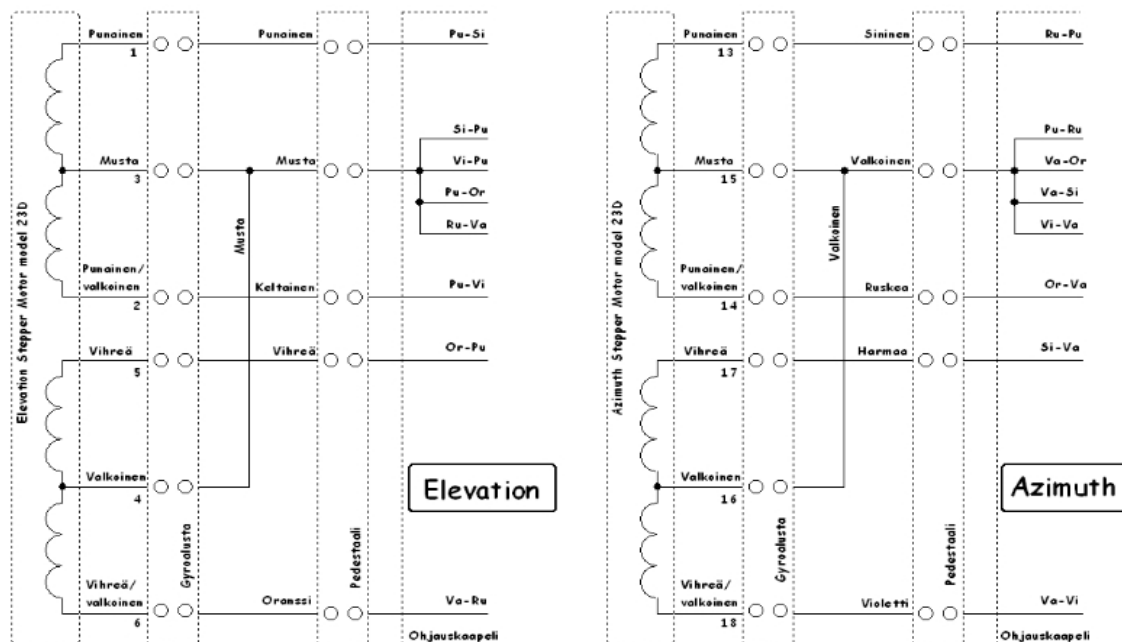 Elevation Stepper Motor model 23D
Punainen
1
Punainen
Pu-Si
Si-Pu
Musta
3
Musta
Vi-Pu
Pu-Or
Ru-Va
Musta
Punainen/
valkoinen
2
Keltainen
Pu-Vi
Vihreä
5
Vihreä
Or-Pu
Valkoinen
4
Elevation
Gyroalusta
Pedestaali
Vihreä/
valkoinen
6
Oranssi
Va-Ru
Ohjauskaapeli
Azimuth Stepper Motor model 23D
Punainen
13
Sininen
Ru-Pu
Pu-Ru
Musta
15
Valkoinen
Va-Or
Va-Si
Vi-Va
Valkoinen
Punainen/
valkoinen
14
Ruskea
Or-Va
Vihreä
17
Harmaa
Si-Va
Valkoinen
16
Azimuth
Gyroalusta
Pedestaali
Vihreä/
valkoinen
18
Violetti
Va-Vi
Ohjauskaapeli